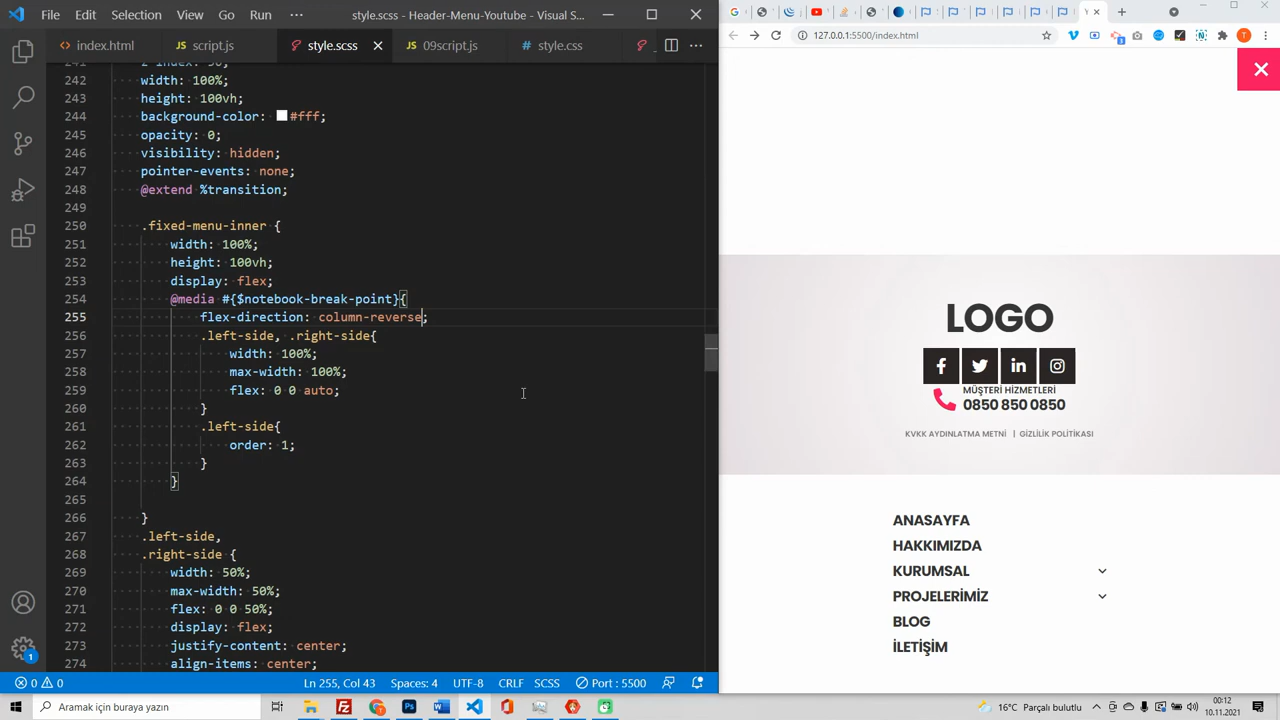 File Edit Selection View Go Run ··· style.scss - Header-Menu-Youtube - Visual S...
index.html JS script.js style.scss JS 09script.js # style.css
242 width: 100%;
243 height: 100vh;
244 background-color: #fff;
245 opacity: 0;
246 visibility: hidden;
247 pointer-events: none;
248 @extend %transition;
249
250 .fixed-menu-inner {
251 width: 100%;
252 height: 100vh;
253 display: flex;
254 @media #{$notebook-break-point}{
255 flex-direction: column-reverse;
256 .left-side, .right-side{
257 width: 100%;
258 max-width: 100%;
259 flex: 0 0 auto;
260 }
261 .left-side{
262 order: 1;
263 }
264 }
265
266 }
267 .left-side,
268 .right-side {
269 width: 50%;
270 max-width: 50%;
271 flex: 0 0 50%;
272 display: flex;
273 justify-content: center;
274 align-items: center;
0 0 Ln 255, Col 43 Spaces: 4 UTF-8 CRLF SCSS Port : 5500
127.0.0.1:5500/index.html
LOGO
MÜŞTERİ HİZMETLERİ
0850 850 0850
KVKK AYDINLATMA METNİ | GİZLİLİK POLİTİKASI
ANASAYFA
HAKKIMIZDA
KURUMSAL
PROJELERİMİZ
BLOG
İLETİŞİM
Aramak için buraya yazın
16°C Parçalı bulutlu
00:12
10.11.2021